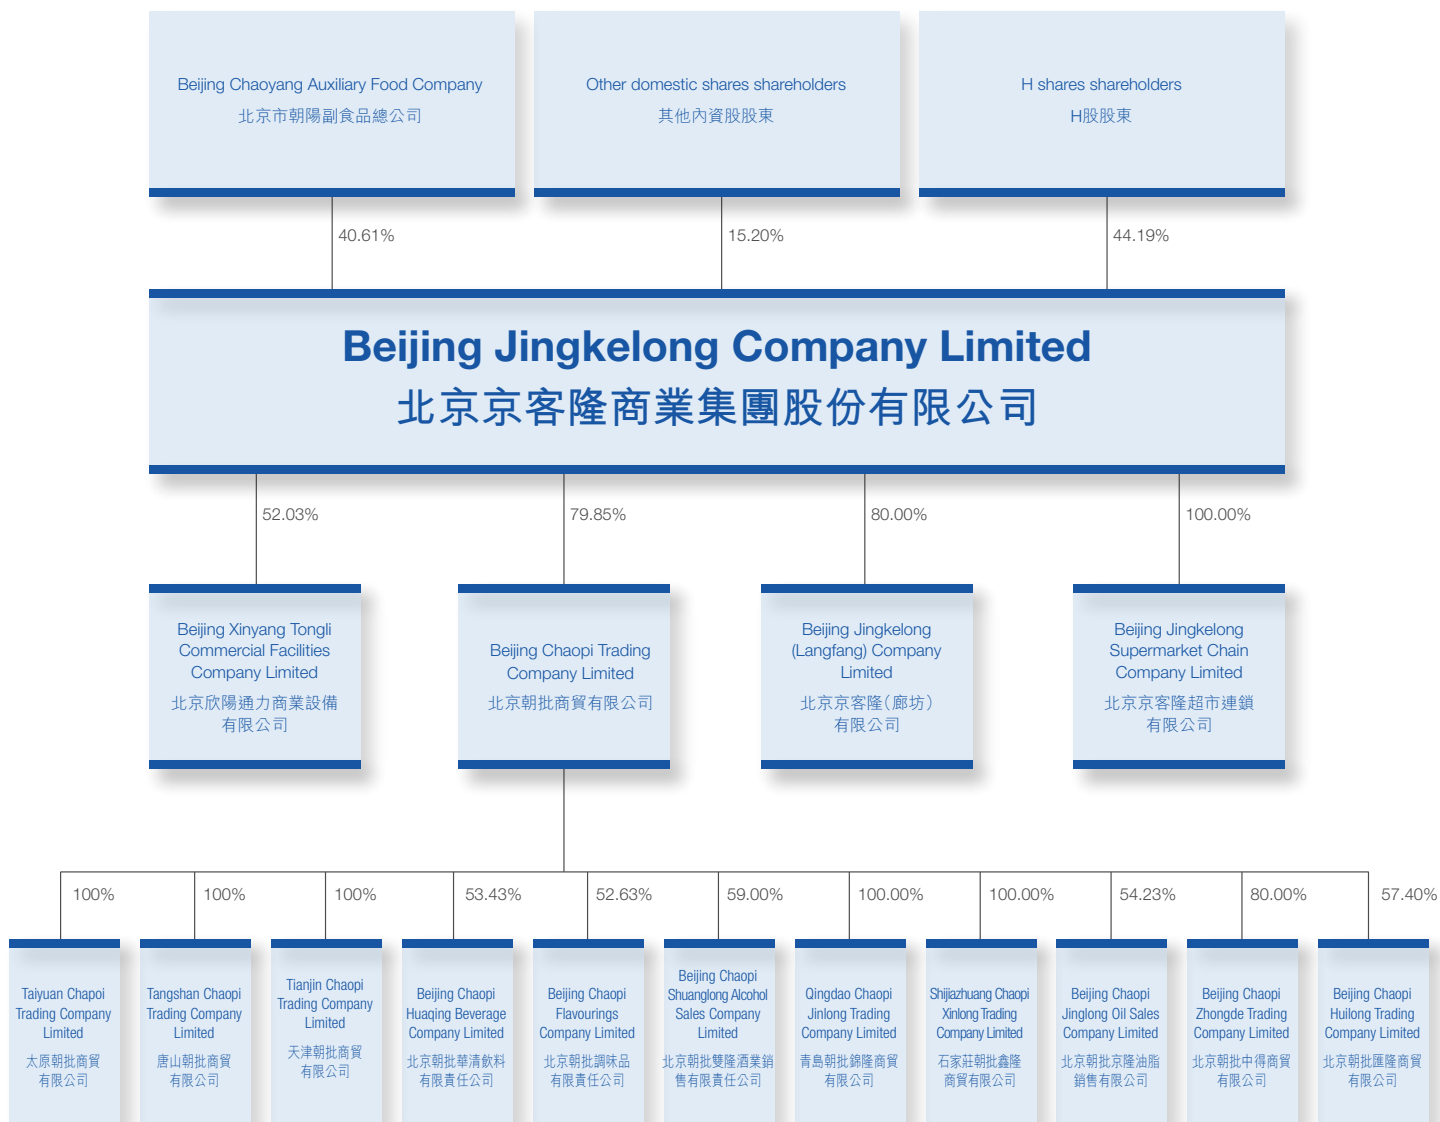 Beijing Chaoyang Auxiliary Food Company
北京市朝陽副食品總公司
Other domestic shares shareholders
其他內資股股東
H shares shareholders
H股股東
40.61%
15.20%
44.19%
Beijing Jingkelong Company Limited
北京京客隆商業集團股份有限公司
52.03%
79.85%
80.00%
100.00%
Beijing Xinyang Tongli
Commercial Facilities
Company Limited
北京欣陽通力商業設備
有限公司
Beijing Chaopi Trading
Company Limited
北京朝批商貿有限公司
Beijing Jingkelong
(Langfang) Company
Limited
北京京客隆(廊坊)
有限公司
Beijing Jingkelong
Supermarket Chain
Company Limited
北京京客隆超市連鎖
有限公司
100%
100%
100%
53.43%
52.63%
59.00%
100.00%
100.00%
54.23%
80.00%
57.40%
Taiyuan Chapoi
Trading Company
Limited
太原朝批商貿
有限公司
Tangshan Chaopi
Trading Company
Limited
唐山朝批商貿
有限公司
Tianjin Chaopi
Trading Company
Limited
天津朝批商貿
有限公司
Beijing Chaopi
Huaqing Beverage
Company Limited
北京朝批華清飲料
有限責任公司
Beijing Chaopi
Flavourings
Company Limited
北京朝批調味品
有限責任公司
Beijing Chaopi
Shuanglong Alcohol
Sales Company
Limited
北京朝批雙隆酒業銷
售有限責任公司
Qingdao Chaopi
Jinlong Trading
Company Limited
青島朝批錦隆商貿
有限公司
Shijiazhuang Chaopi
Xinlong Trading
Company Limited
石家莊朝批鑫隆
商貿有限公司
Beijing Chaopi
Jinglong Oil Sales
Company Limited
北京朝批京隆油脂
銷售有限公司
Beijing Chaopi
Zhongde Trading
Company Limited
北京朝批中得商貿
有限公司
Beijing Chaopi
Huilong Trading
Company Limited
北京朝批匯隆商貿
有限公司